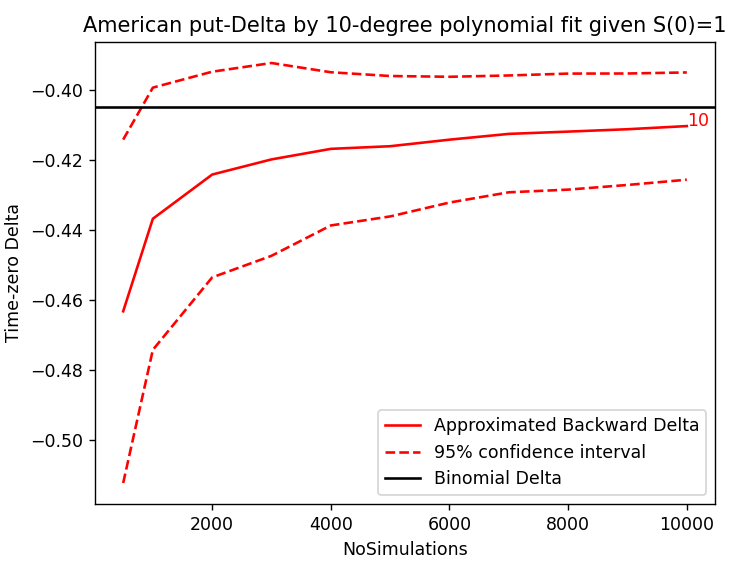 American put-Delta by 10-degree polynomial fit given S(0)=1
−0.40
−0.42
−0.44
−0.46
−0.48
−0.50
Time-zero Delta
10
Approximated Backward Delta
95% confidence interval
Binomial Delta
2000 4000 6000 8000 10000
NoSimulations